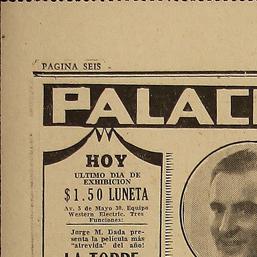 PAGINA SEIS
PALAC
HOY
ULTIMO DIA DE
EXHIBICION
$1.50 LUNETA
Av. 5 de Mayo 30. Equipo
Western Electric. Tres
Funciones:
Jorge M. Dada pre-
senta la película más
"atrevida" del año!
LA TORRE